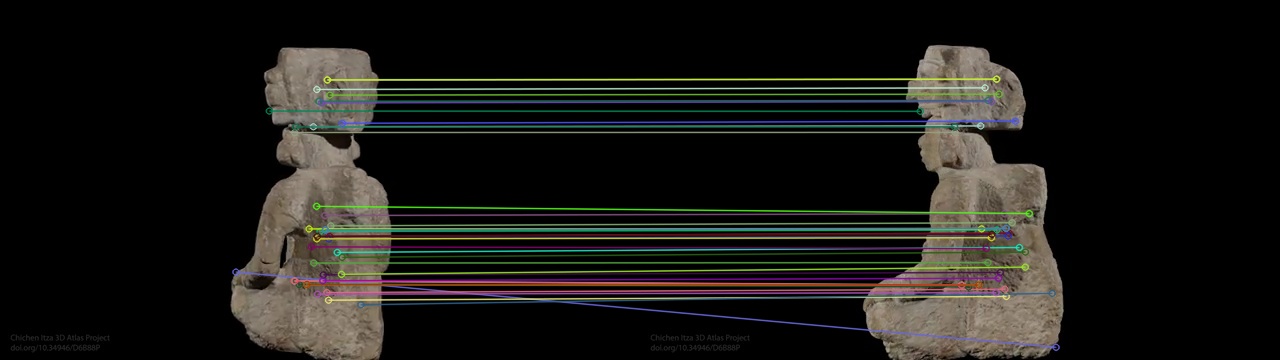 Chichen Itza 3D Atlas Project
doi.org/10.34946/D6B88P
Chichen Itza 3D Atlas Project
doi.org/10.34946/D6B88P